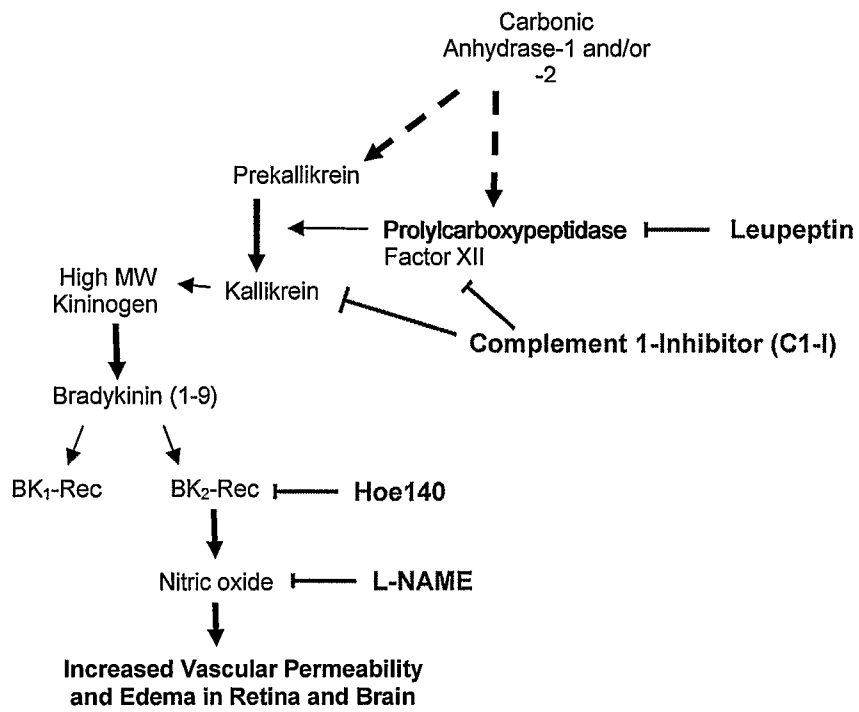 Carbonic
Anhydrase-1 and/or
-2
Prekallikrein
Prolylcarboxypeptidase
Leupeptin
Factor XII
High MW
Kininogen
Kallikrein
Complement 1-Inhibitor (C1-I)
Bradykinin (1-9)
BK₁-Rec
BK₂-Rec
Hoe140
Nitric oxide
L-NAME
Increased Vascular Permeability
and Edema in Retina and Brain